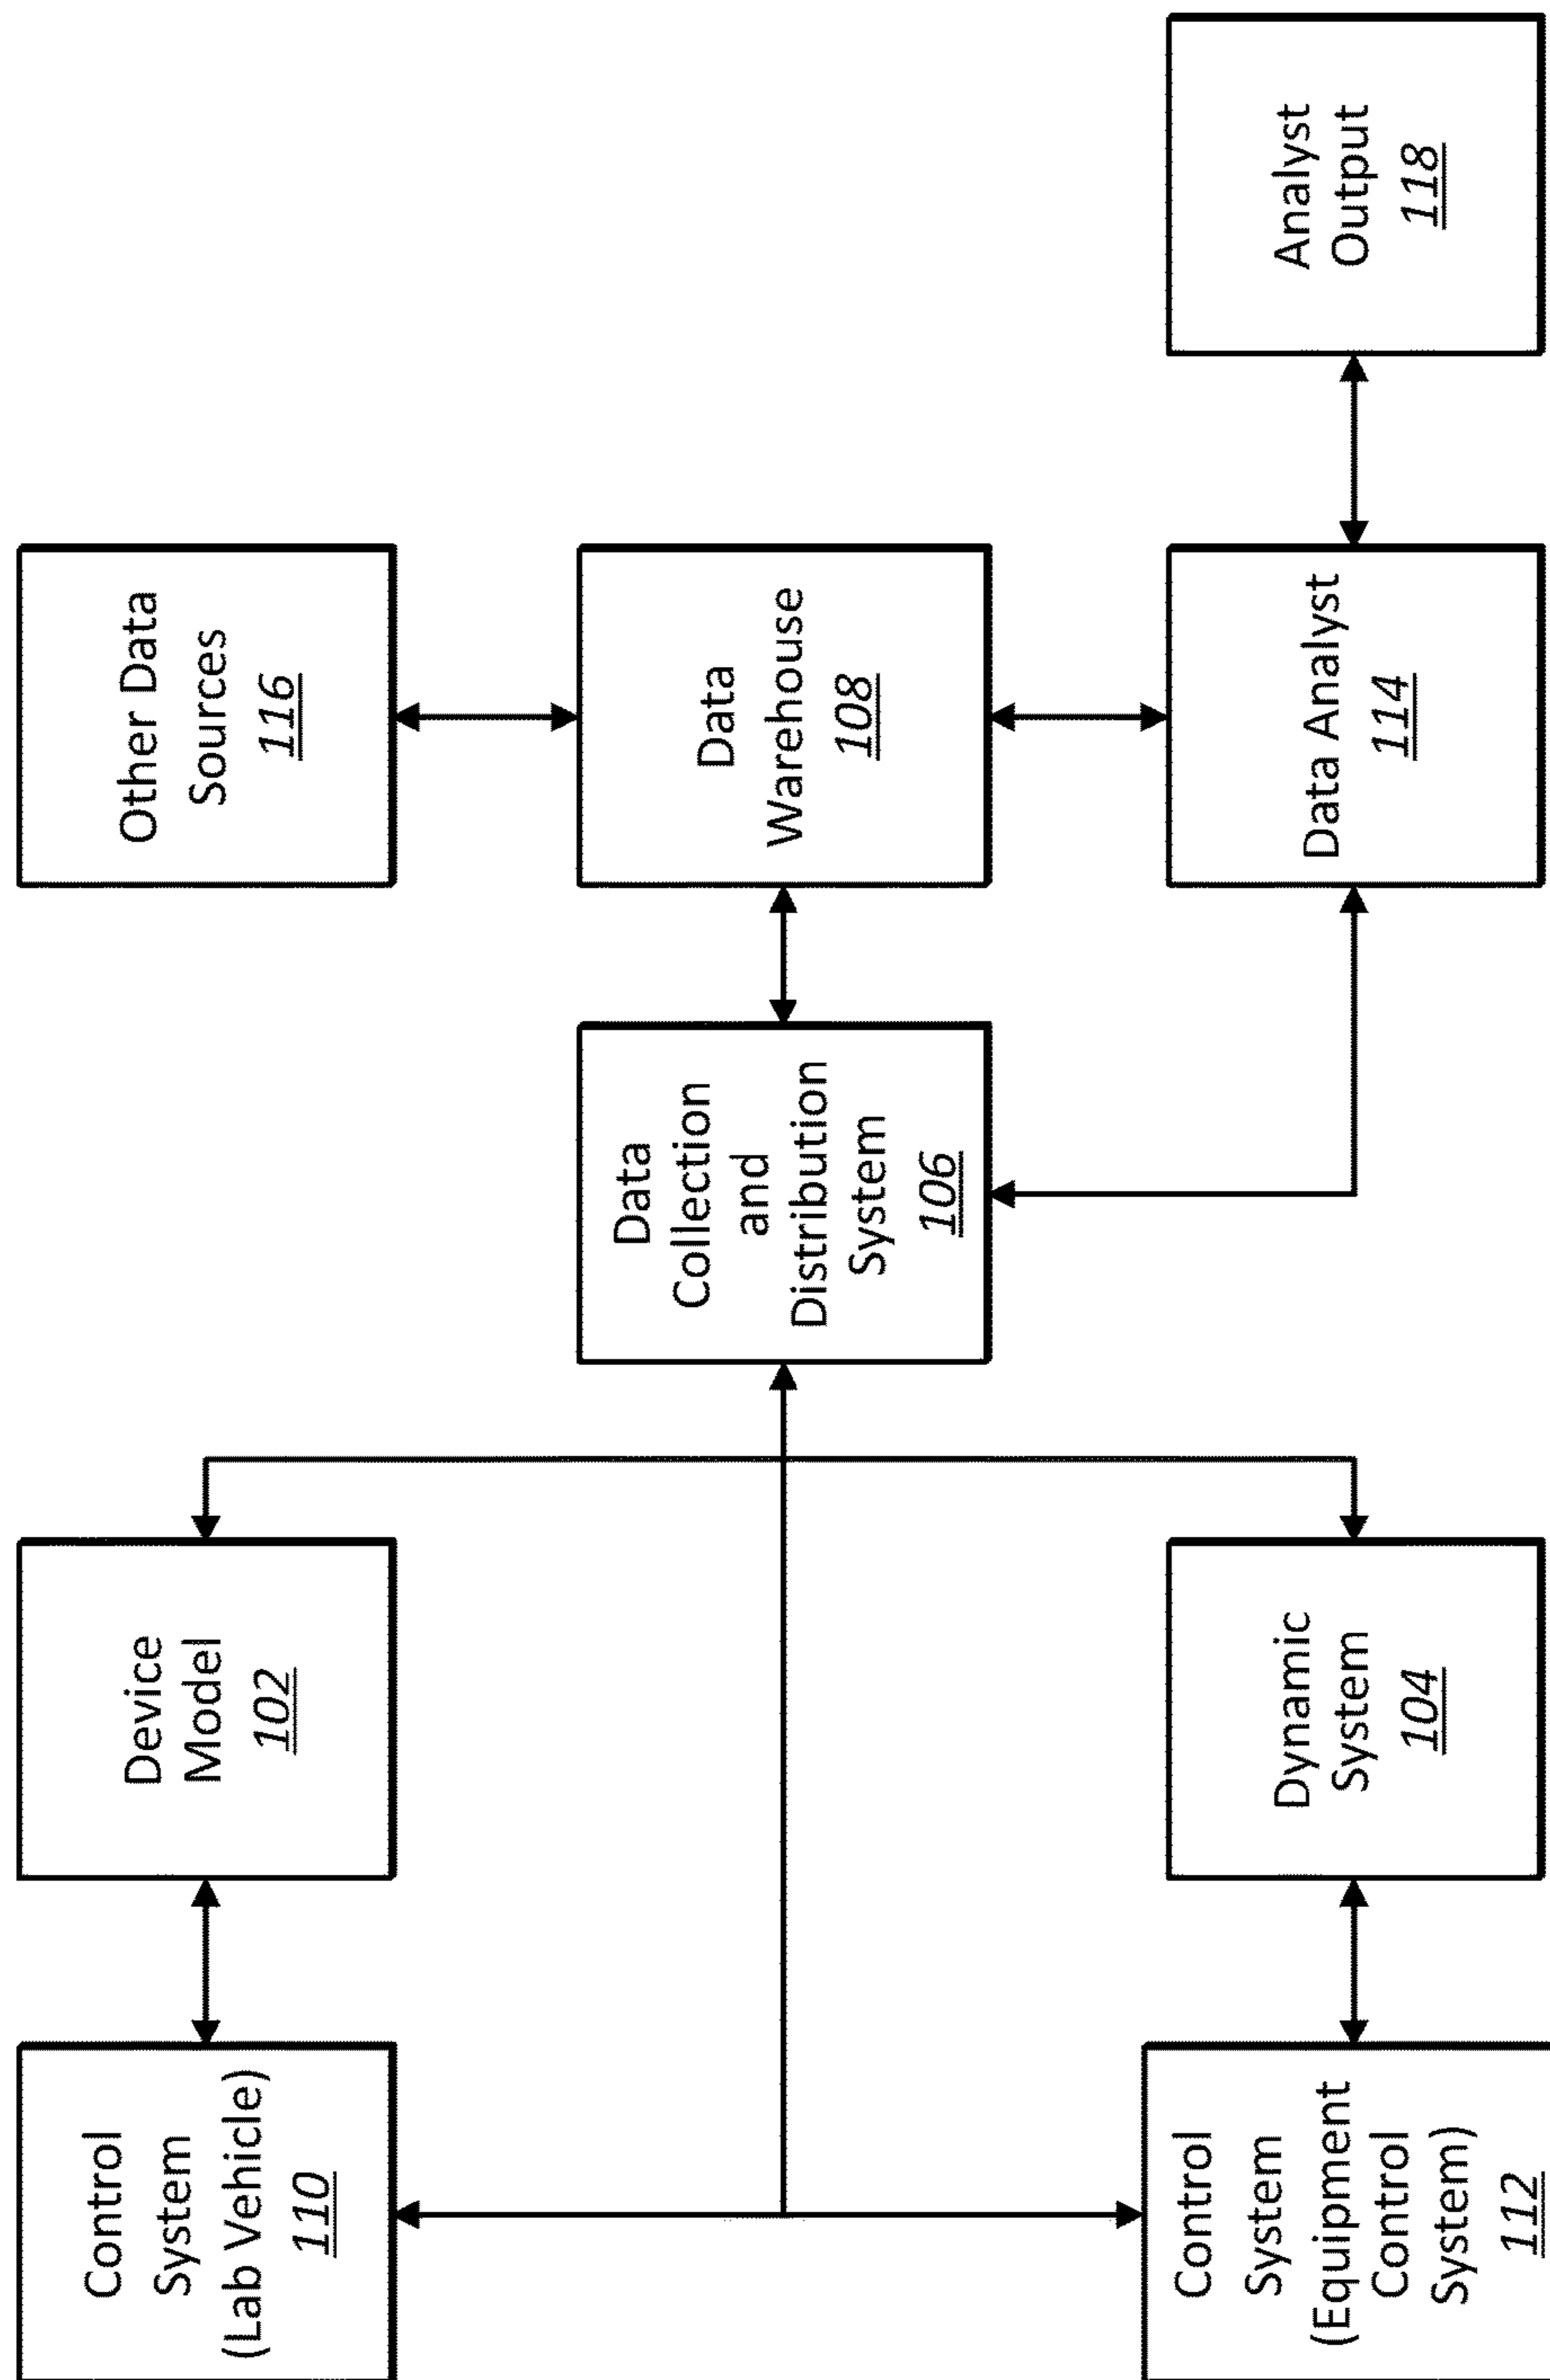 Control
System
(Lab Vehicle)
110
Device
Model
102
Other Data
Sources
116
Data
Collection
and
Distribution
System
106
Data
Warehouse
108
Control
System
(Equipment
Control
System)
112
Dynamic
System
104
Data Analyst
114
Analyst
Output
118